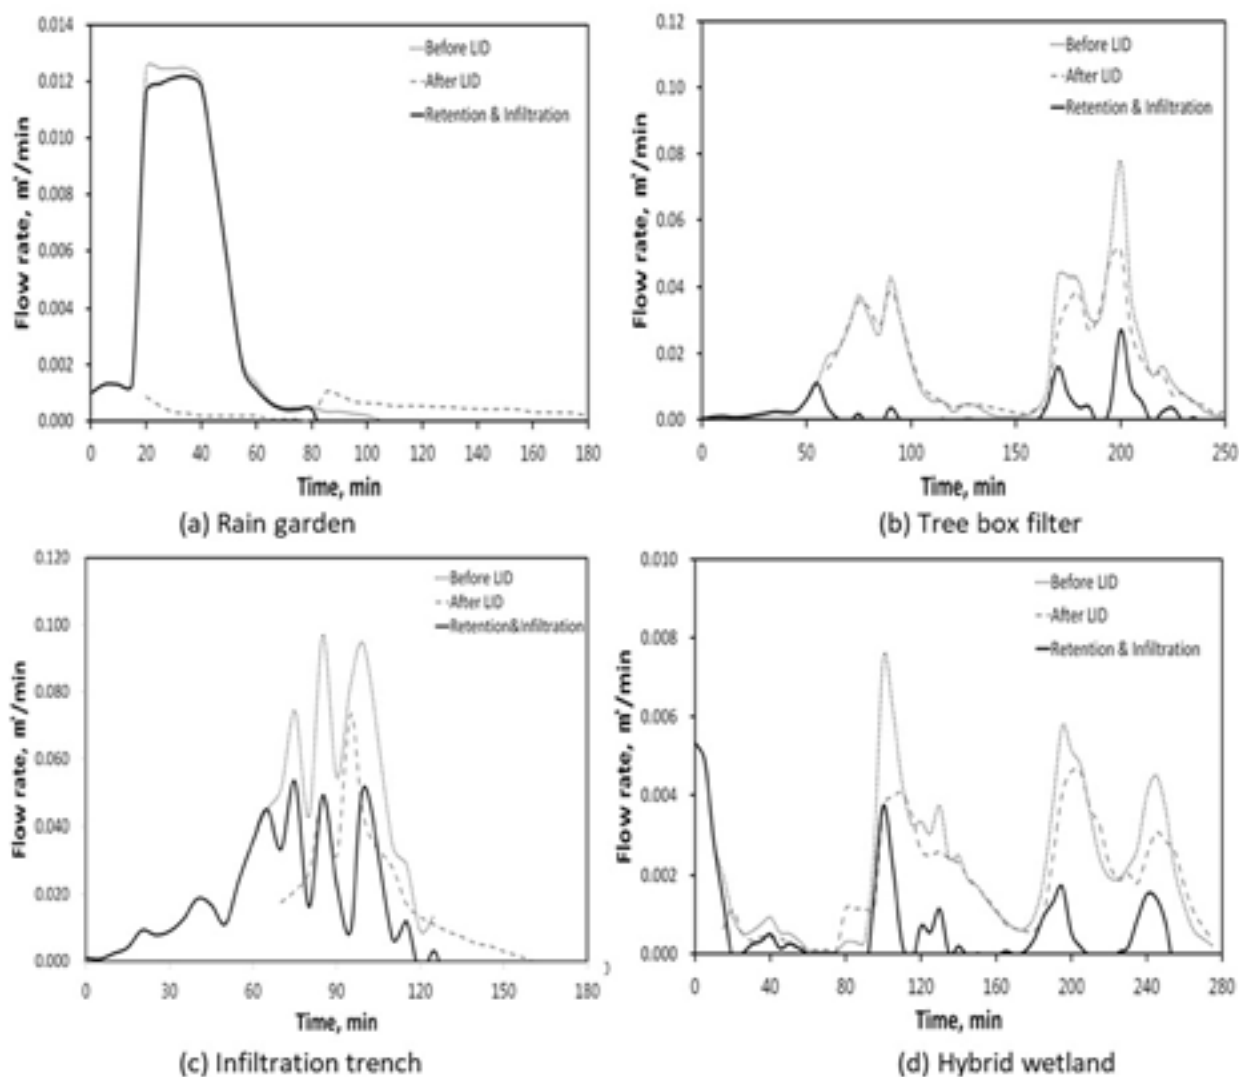 0.014
0.012
0.010
0.008
0.006
0.004
0.002
0.000
Flow rate, m³/min
Before LID
After LID
Retention & Infiltration
0 20 40 60 80 100 120 140 160 180
Time, min
(a) Rain garden
0.12
0.10
0.08
0.06
0.04
0.02
0.00
Flow rate, m³/min
Before LID
After LID
Retention & Infiltration
0 50 100 150 200 250
Time, min
(b) Tree box filter
0.120
0.100
0.080
0.060
0.040
0.020
0.000
Flow rate, m³/min
Before LID
After LID
Retention&Infiltration
0 30 60 90 120 150 180
Time, min
(c) Infiltration trench
0.010
0.008
0.006
0.004
0.002
0.000
Flow rate, m³/min
Before LID
After LID
Retention & Infiltration
0 40 80 120 160 200 240 280
Time, min
(d) Hybrid wetland